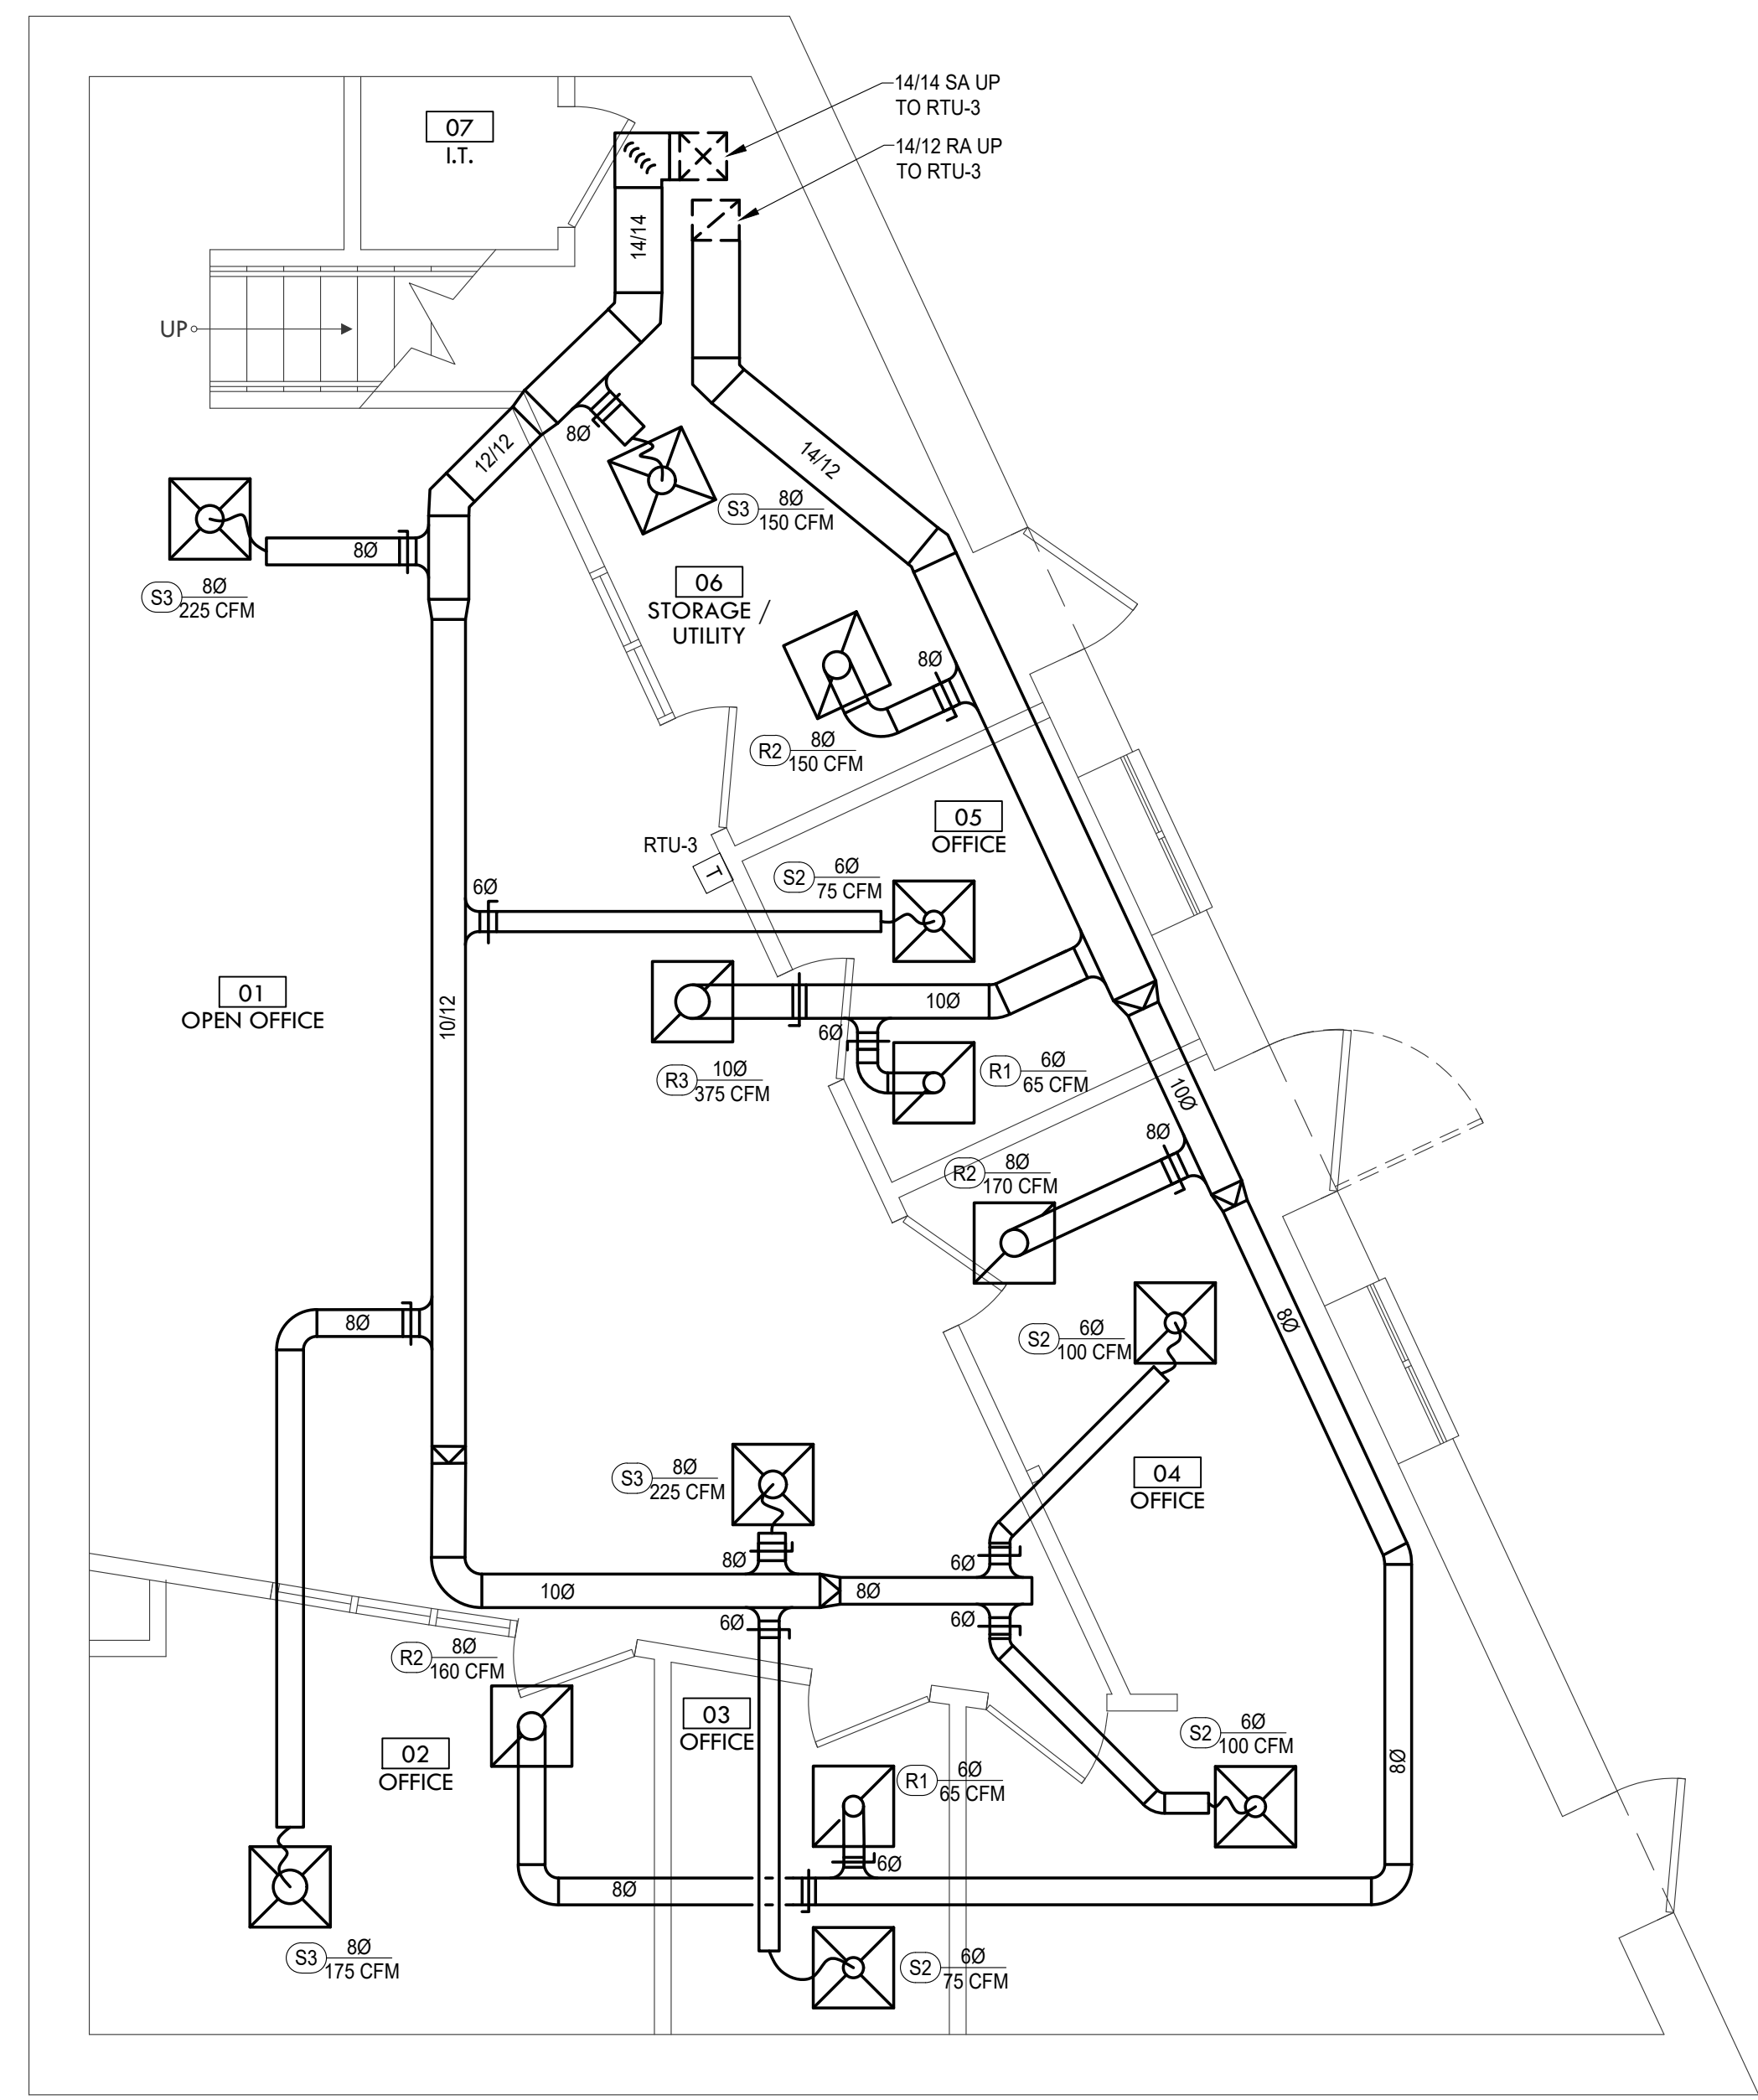 14/14 SA UP
TO RTU-3
14/12 RA UP
TO RTU-3
07
I.T.
14/14
UP
12/12
8Ø
14/12
S3 8Ø
150 CFM
8Ø
S3 8Ø
225 CFM
06
STORAGE /
UTILITY
8Ø
R2 8Ø
150 CFM
05
OFFICE
RTU-3
T
S2 6Ø
75 CFM
6Ø
01
OPEN OFFICE
10/12
10Ø
6Ø
R3 10Ø
375 CFM
R1 6Ø
65 CFM
10Ø
8Ø
R2 8Ø
170 CFM
8Ø
8Ø
S2 6Ø
100 CFM
S3 8Ø
225 CFM
04
OFFICE
8Ø
6Ø
10Ø
8Ø
6Ø
6Ø
R2 8Ø
160 CFM
03
OFFICE
02
OFFICE
S2 6Ø
100 CFM
8Ø
R1 6Ø
65 CFM
6Ø
8Ø
S3 8Ø
175 CFM
S2 6Ø
75 CFM